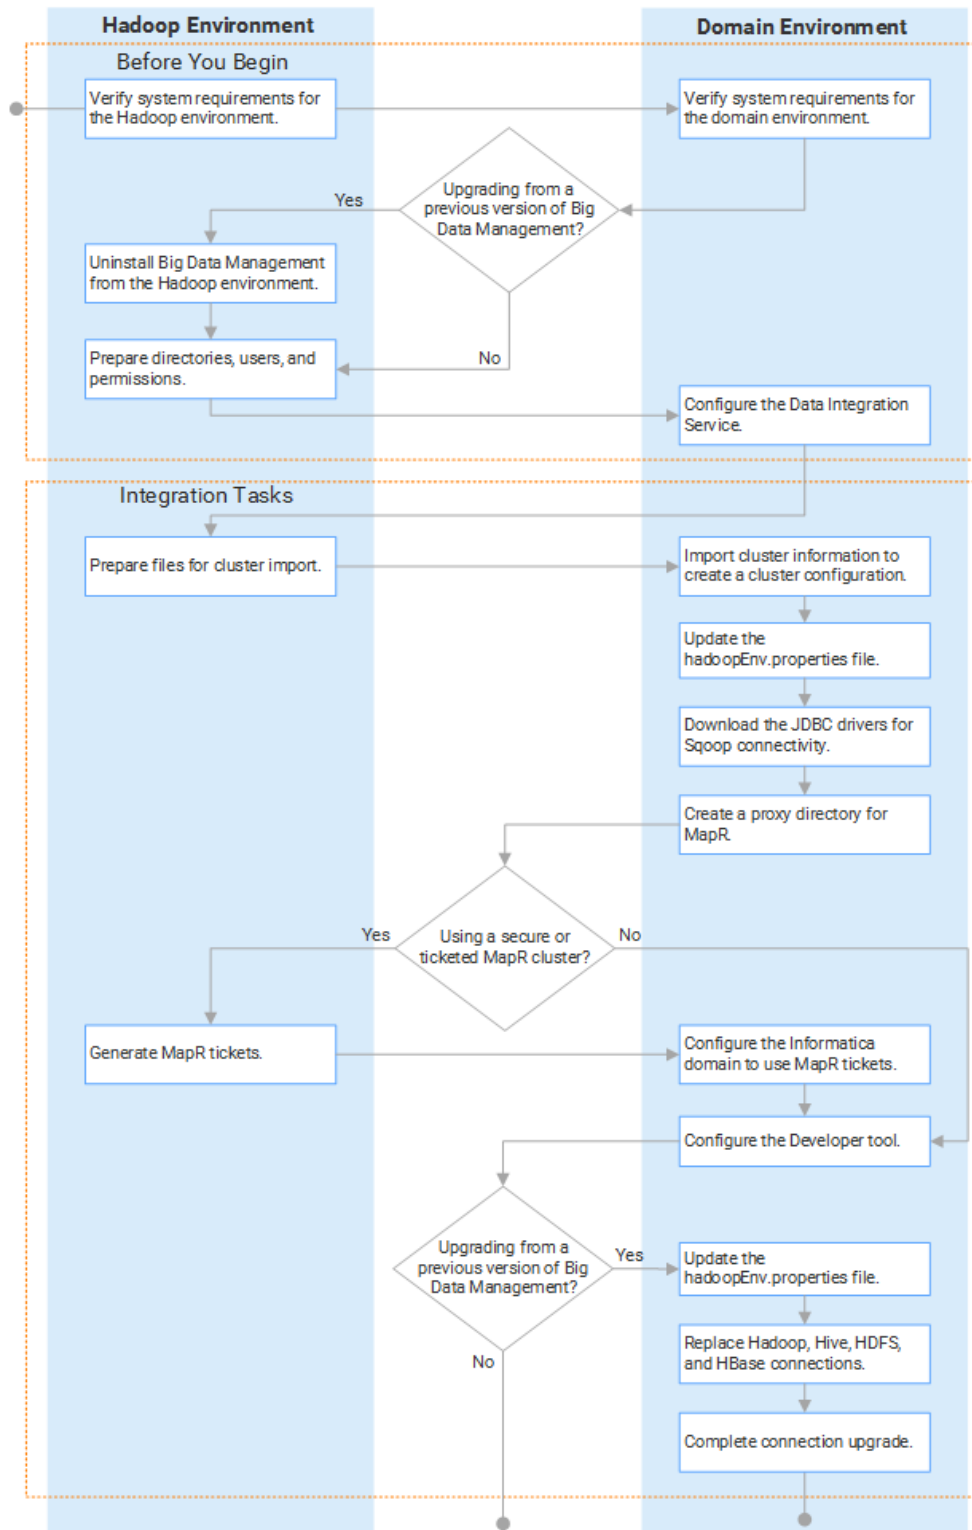 Hadoop Environment
Domain Environment
Before You Begin
Verify system requirements for
the Hadoop environment.
Verify system requirements for
the domain environment.
Upgrading from a
previous version of Big
Data Management?
Yes
Uninstall Big Data Management
from the Hadoop environment.
No
Prepare directories, users, and
permissions.
Configure the Data Integration
Service.
Integration Tasks
Prepare files for cluster import.
Import cluster information to
create a cluster configuration.
Update the
hadoopEnv.properties file.
Download the JDBC drivers for
Sqoop connectivity.
Create a proxy directory for
MapR.
Using a secure or
ticketed MapR cluster?
Yes
No
Generate MapR tickets.
Configure the Informatica
domain to use MapR tickets.
Configure the Developer tool.
Upgrading from a
previous version of Big
Data Management?
Yes
Update the
hadoopEnv.properties file.
No
Replace Hadoop, Hive, HDFS,
and HBase connections.
Complete connection upgrade.